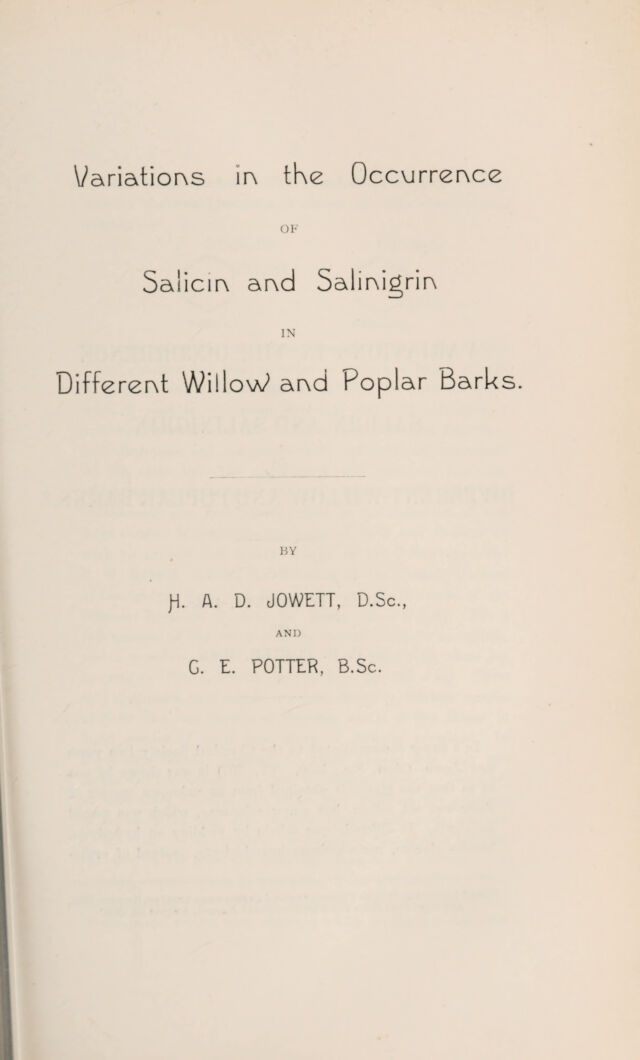 Variations in the Occurrence
OF
Salicin and Salinigrin
IN
Different Willow and Poplar Barks.
BY
H. A. D. JOWETT, D.Sc.,
AND
C. E. POTTER, B.Sc.